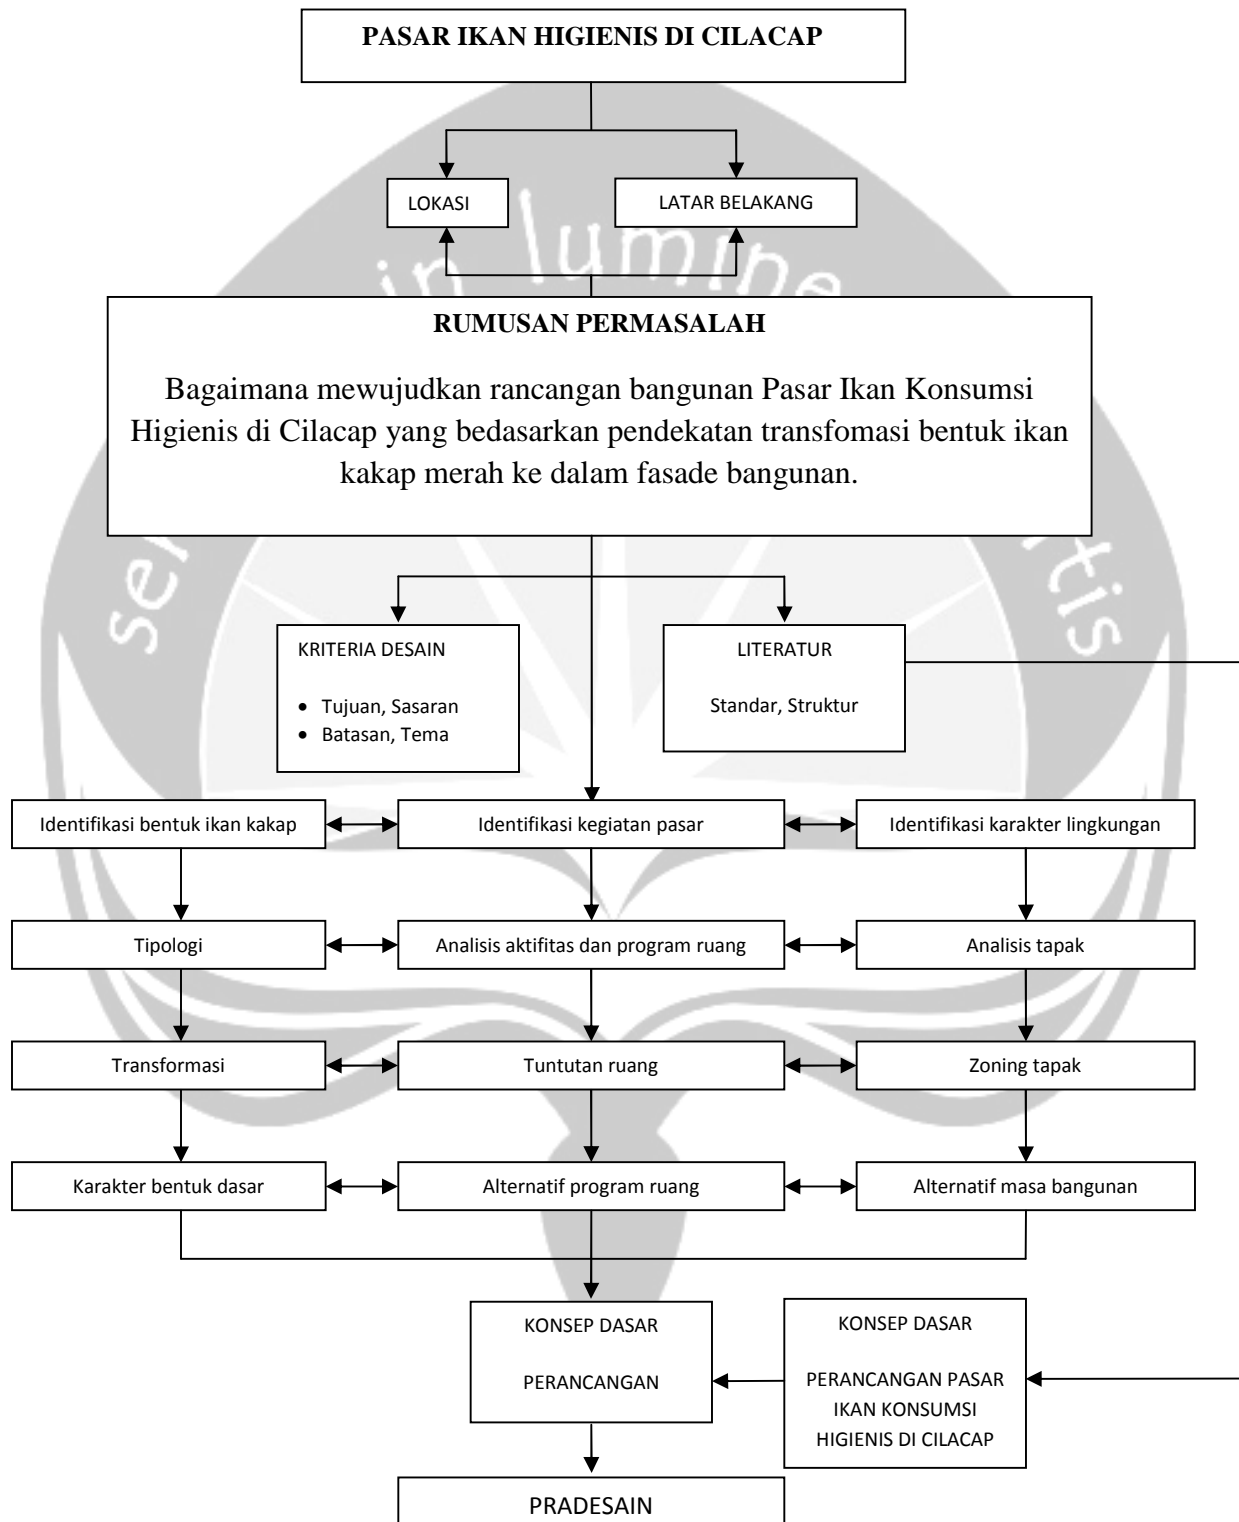 PASAR IKAN HIGIENIS DI CILACAP
LOKASI
LATAR BELAKANG
in lumine
RUMUSAN PERMASALAH
Bagaimana mewujudkan rancangan bangunan Pasar Ikan Konsumsi
Higienis di Cilacap yang bedasarkan pendekatan transfomasi bentuk ikan
kakap merah ke dalam fasade bangunan.
KRITERIA DESAIN
• Tujuan, Sasaran
• Batasan, Tema
LITERATUR
Standar, Struktur
Identifikasi bentuk ikan kakap
Identifikasi kegiatan pasar
Identifikasi karakter lingkungan
Tipologi
Analisis aktifitas dan program ruang
Analisis tapak
Transformasi
Tuntutan ruang
Zoning tapak
Karakter bentuk dasar
Alternatif program ruang
Alternatif masa bangunan
KONSEP DASAR
PERANCANGAN
KONSEP DASAR
PERANCANGAN PASAR
IKAN KONSUMSI
HIGIENIS DI CILACAP
PRADESAIN